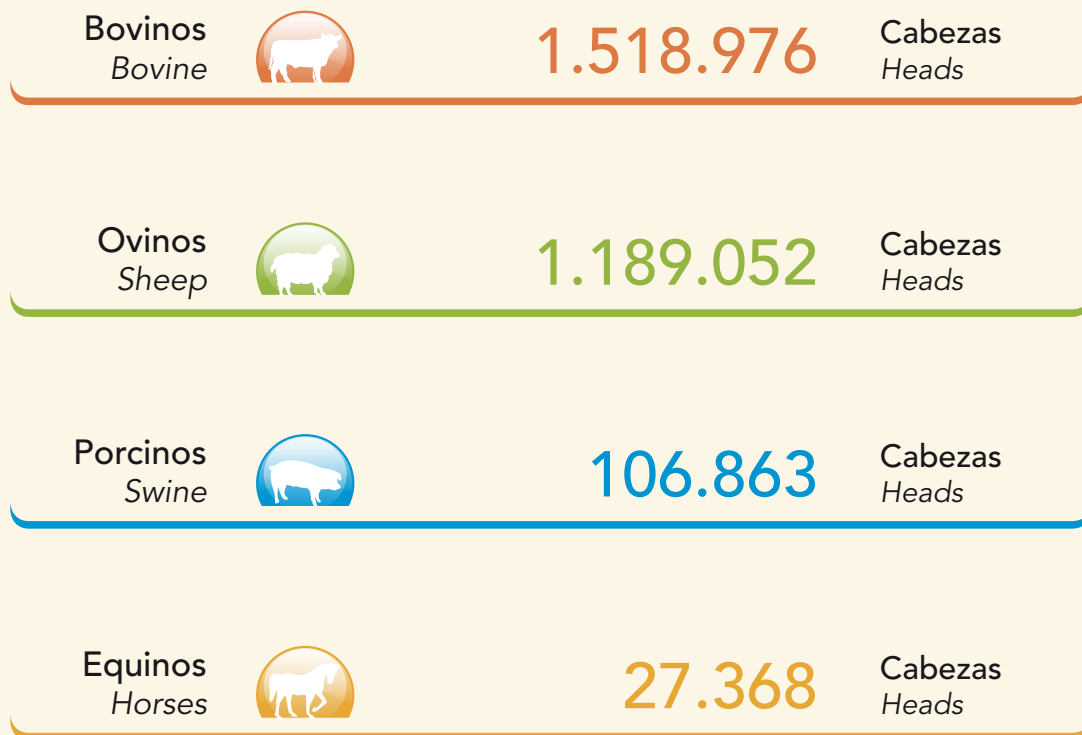 Bovinos
Bovine
1.518.976
Cabezas
Heads
Ovinos
Sheep
1.189.052
Cabezas
Heads
Porcinos
Swine
106.863
Cabezas
Heads
Equinos
Horses
27.368
Cabezas
Heads